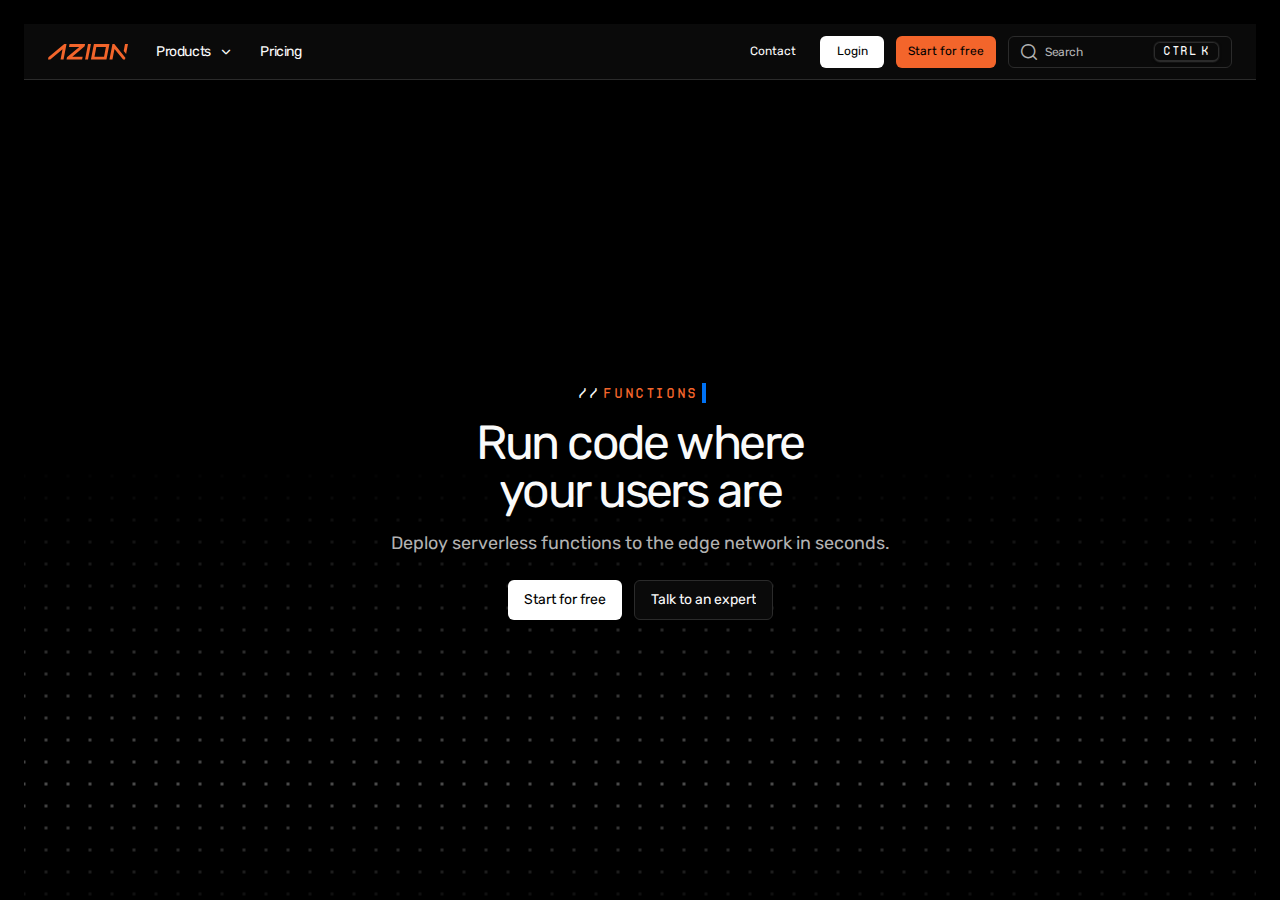 AZION
Products
Pricing
Contact
Login
Start for free
Search
CTRL K
// FUNCTIONS
Run code where
your users are
Deploy serverless functions to the edge network in seconds.
Start for free
Talk to an expert